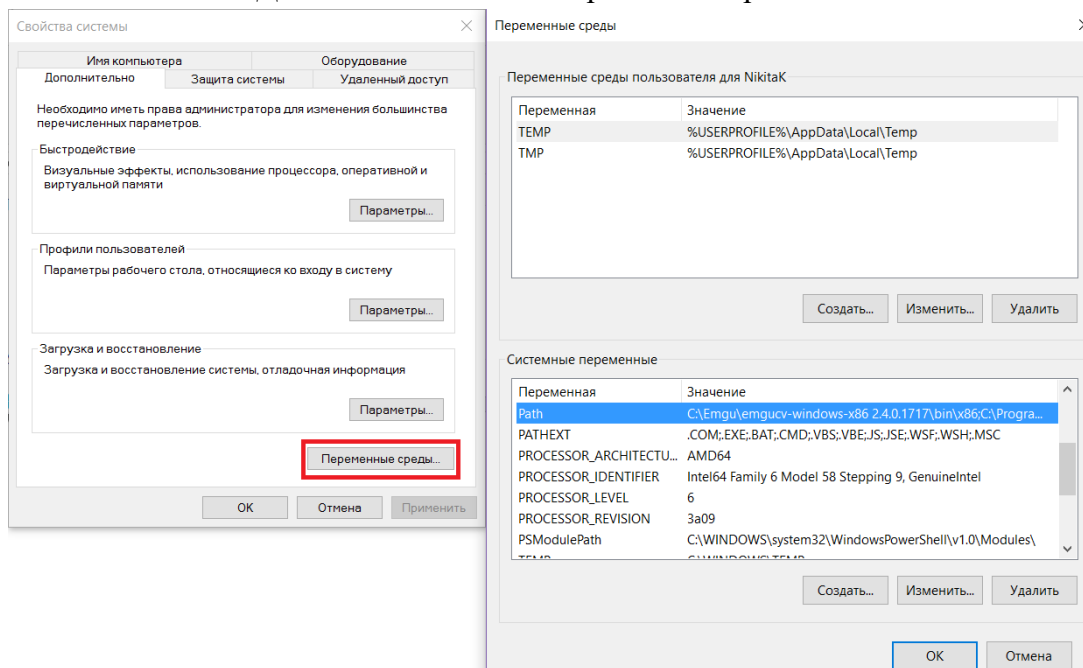 Свойства системы
Имя компьютера
Оборудование
Дополнительно
Защита системы
Удаленный доступ
Необходимо иметь права администратора для изменения большинства
перечисленных параметров.
Быстродействие
Визуальные эффекты, использование процессора, оперативной и
виртуальной памяти
Параметры...
Профили пользователей
Параметры рабочего стола, относящиеся ко входу в систему
Параметры...
Загрузка и восстановление
Загрузка и восстановление системы, отладочная информация
Параметры...
Переменные среды...
ОК
Отмена
Применить
Переменные среды
Переменные среды пользователя для NikitaK
Переменная Значение
TEMP %USERPROFILE%\AppData\Local\Temp
TMP %USERPROFILE%\AppData\Local\Temp
Создать...
Изменить...
Удалить
Системные переменные
Переменная Значение
Path C:\Emgu\emgucv-windows-x86 2.4.0.1717\bin\x86;C:\Progra...
PATHEXT .COM;.EXE;.BAT;.CMD;.VBS;.VBE;.JS;.JSE;.WSF;.WSH;.MSC
PROCESSOR_ARCHITECTU... AMD64
PROCESSOR_IDENTIFIER Intel64 Family 6 Model 58 Stepping 9, GenuineIntel
PROCESSOR_LEVEL 6
PROCESSOR_REVISION 3a09
PSModulePath C:\WINDOWS\system32\WindowsPowerShell\v1.0\Modules\
Создать...
Изменить...
Удалить
ОК
Отмена